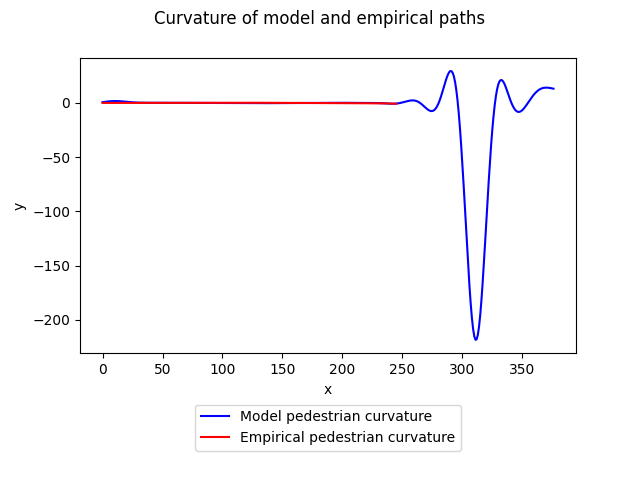 Curvature of model and empirical paths
y
0
−50
−100
−150
−200
0 50 100 150 200 250 300 350
x
Model pedestrian curvature
Empirical pedestrian curvature